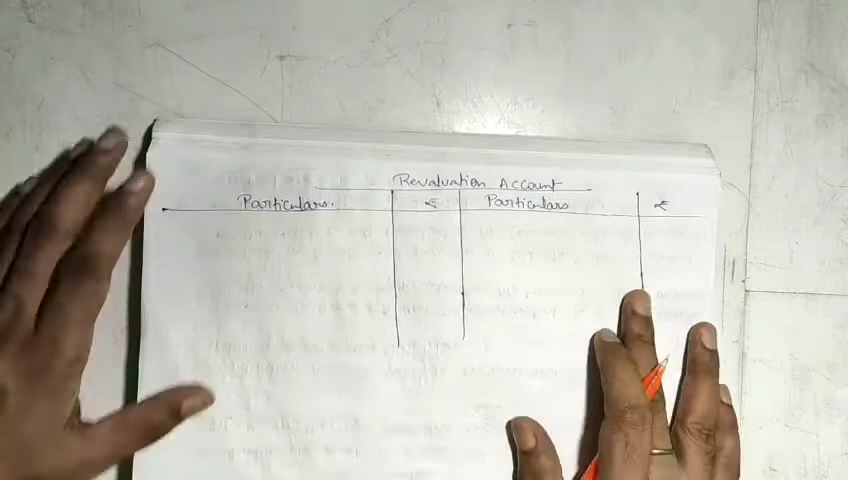 Revaluation Account
Particulars. ₹ Particulars ₹